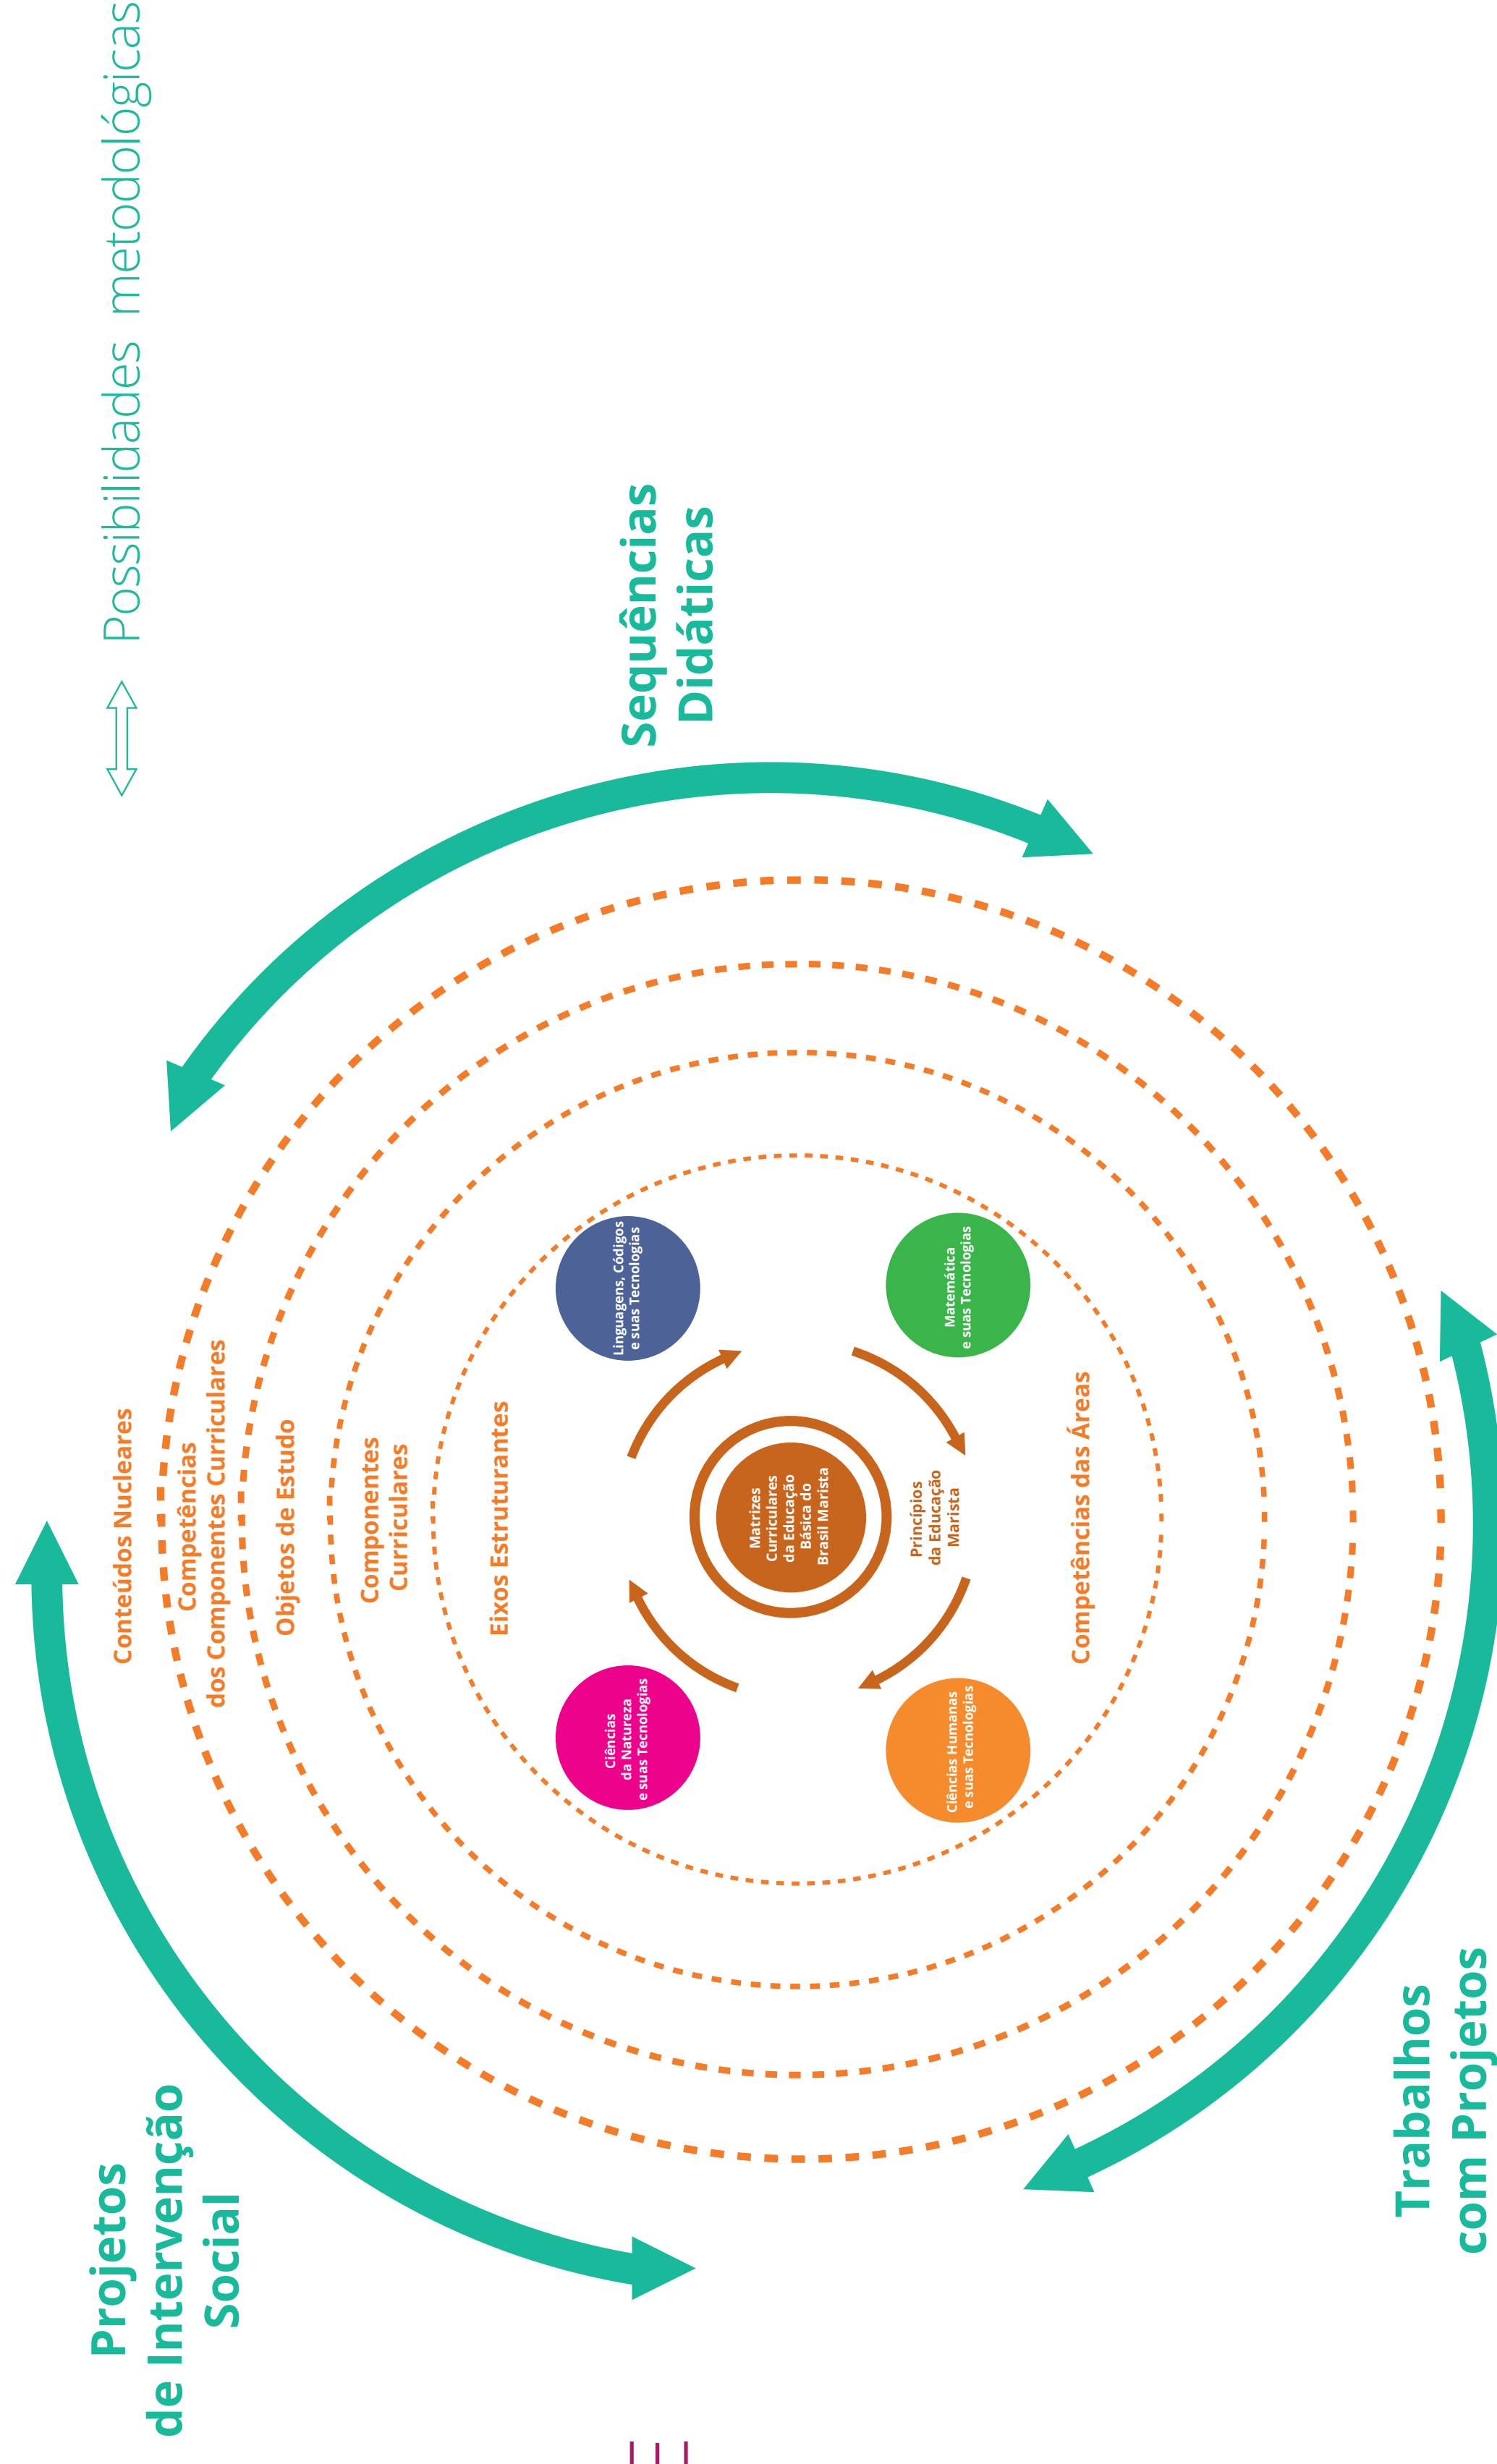 Possibilidades metodológicas
Sequências
Didáticas
Projetos
de Intervenção
Social
Trabalhos
com Projetos
Conteúdos Nucleares
Competências
dos Componentes Curriculares
Objetos de Estudo
Componentes
Curriculares
Eixos Estruturantes
Ciências
da Natureza
e suas Tecnologias
Linguagens, Códigos
e suas Tecnologias
Matrizes
Curriculares
da Educação
Básica do
Brasil Marista
Princípios
da Educação
Marista
Ciências Humanas
e suas Tecnologias
Matemática
e suas Tecnologias
Competências das Áreas